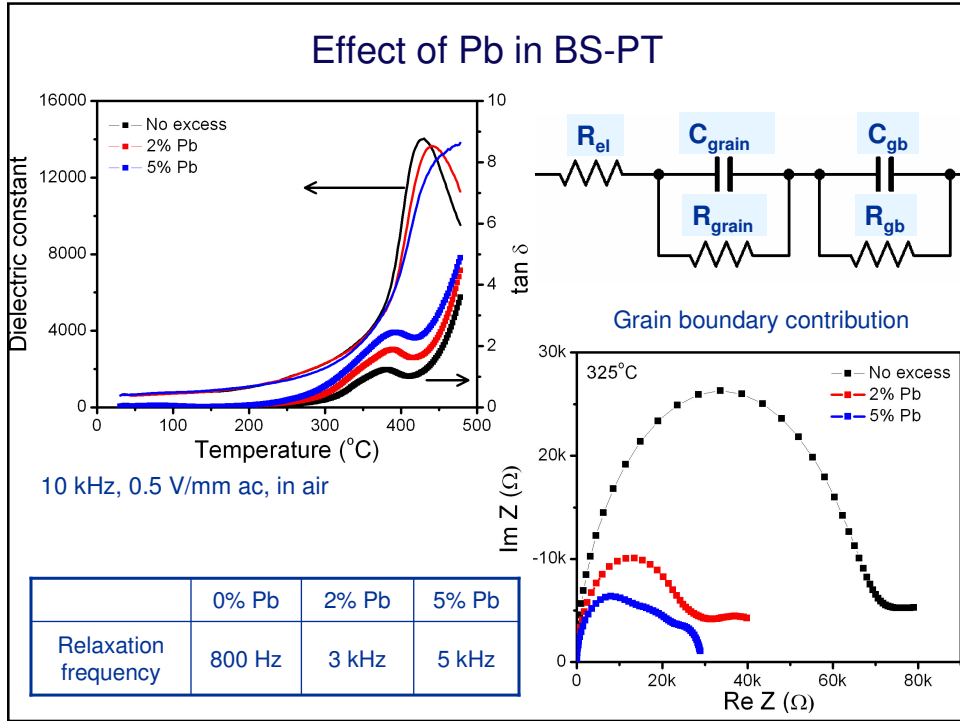 Effect of Pb in BS-PT
16000
12000
8000
4000
0
Dielectric constant
No excess
2% Pb
5% Pb
10
8
6
4
2
0
tan δ
0 100 200 300 400 500
Temperature (°C)
10 kHz, 0.5 V/mm ac, in air
R_el
C_grain
C_gb
R_grain
R_gb
Grain boundary contribution
30k
20k
-10k
0
Im Z (Ω)
325°C
No excess
2% Pb
5% Pb
0 20k 40k 60k 80k
Re Z (Ω)
0% Pb 2% Pb 5% Pb
Relaxation
frequency
800 Hz 3 kHz 5 kHz